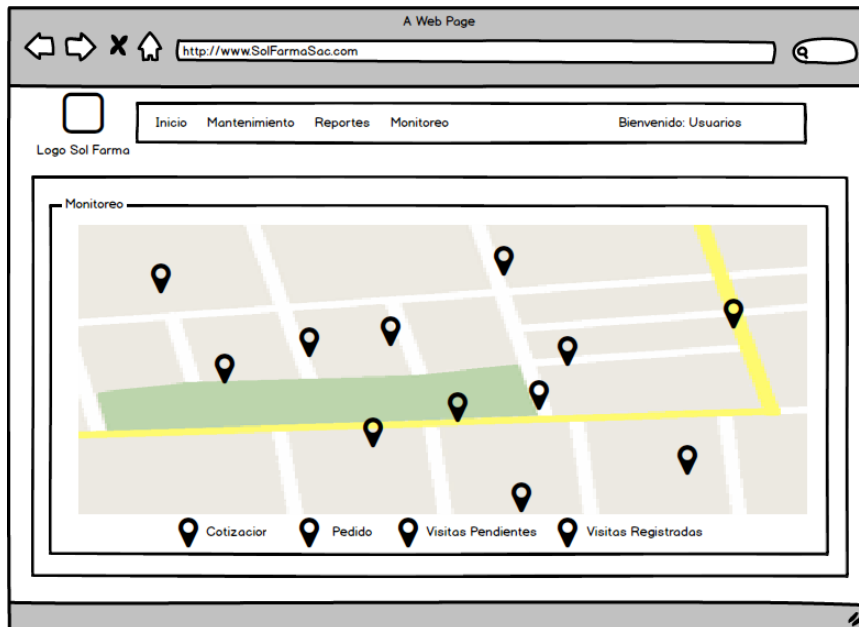 A Web Page
http://www.SolFarmaSac.com
Inicio Mantenimiento Reportes Monitoreo Bienvenido: Usuarios
Logo Sol Farma
Monitoreo
Cotizacior Pedido Visitas Pendientes Visitas Registradas